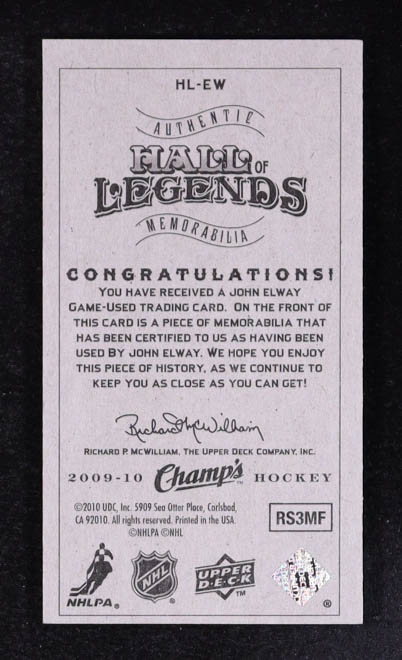 HL-EW
AUTHENTIC
HALL OF
LEGENDS
MEMORABILIA
CONGRATULATIONS!
YOU HAVE RECEIVED A JOHN ELWAY
GAME-USED TRADING CARD. ON THE FRONT OF
THIS CARD IS A PIECE OF MEMORABILIA THAT
HAS BEEN CERTIFIED TO US AS HAVING BEEN
USED BY JOHN ELWAY. WE HOPE YOU ENJOY
THIS PIECE OF HISTORY, AS WE CONTINUE TO
KEEP YOU AS CLOSE AS YOU CAN GET!
Richard P. McWilliam
RICHARD P. MCWILLIAM, THE UPPER DECK COMPANY, INC.
2009-10 Champ's HOCKEY
©2010 UDC, Inc. 5909 Sea Otter Place, Carlsbad,
CA 92010. All rights reserved. Printed in the USA.
©NHLPA ©NHL
RS3MF
NHLPA® NHL® UPPER DECK™ ®